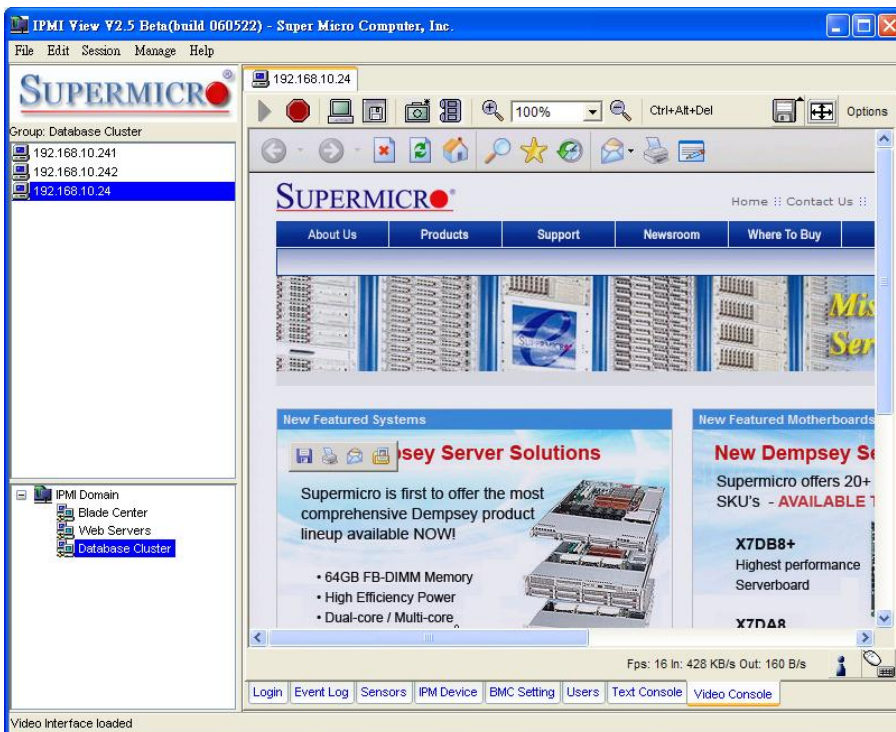 IPMI View V2.5 Beta(build 060522) - Super Micro Computer, Inc.
File Edit Session Manage Help
SUPERMICRO®
Group: Database Cluster
192.168.10.241
192.168.10.242
192.168.10.24
IPMI Domain
Blade Center
Web Servers
Database Cluster
192.168.10.24
100% Ctrl+Alt+Del Options
SUPERMICRO®
Home :: Contact Us ::
About Us Products Support Newsroom Where To Buy
Mis
Ser
SUPERMICRO
New Featured Systems
psey Server Solutions
Supermicro is first to offer the most
comprehensive Dempsey product
lineup available NOW!
• 64GB FB-DIMM Memory
• High Efficiency Power
• Dual-core / Multi-core
New Featured Motherboards
New Dempsey Se
Supermicro offers 20+
SKU's - AVAILABLE T
X7DB8+
Highest performance
Serverboard
X7DA8
Fps: 16 In: 428 KB/s Out: 160 B/s
Login Event Log Sensors IPM Device BMC Setting Users Text Console Video Console
Video Interface loaded